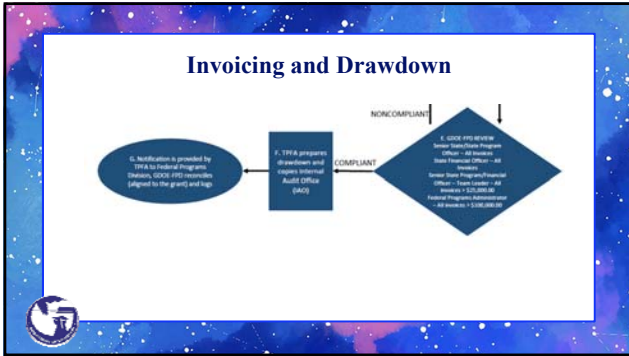 Invoicing and Drawdown
NONCOMPLIANT
G. Notification is provided by
TPFA to Federal Programs
Division, GDOE-FPD reconciles
(aligned to the grant) and logs
F. TPFA prepares
drawdown and
copies Internal
Audit Office
(IAO)
COMPLIANT
E. GDOE-FPD REVIEW
Senior State/State Program
Officer – All Invoices
State Financial Officer – All
Invoices
Senior State Program/Financial
Officer – Team Leader – All
Invoices > $25,000.00
Federal Programs Administrator
– All Invoices > $100,000.00